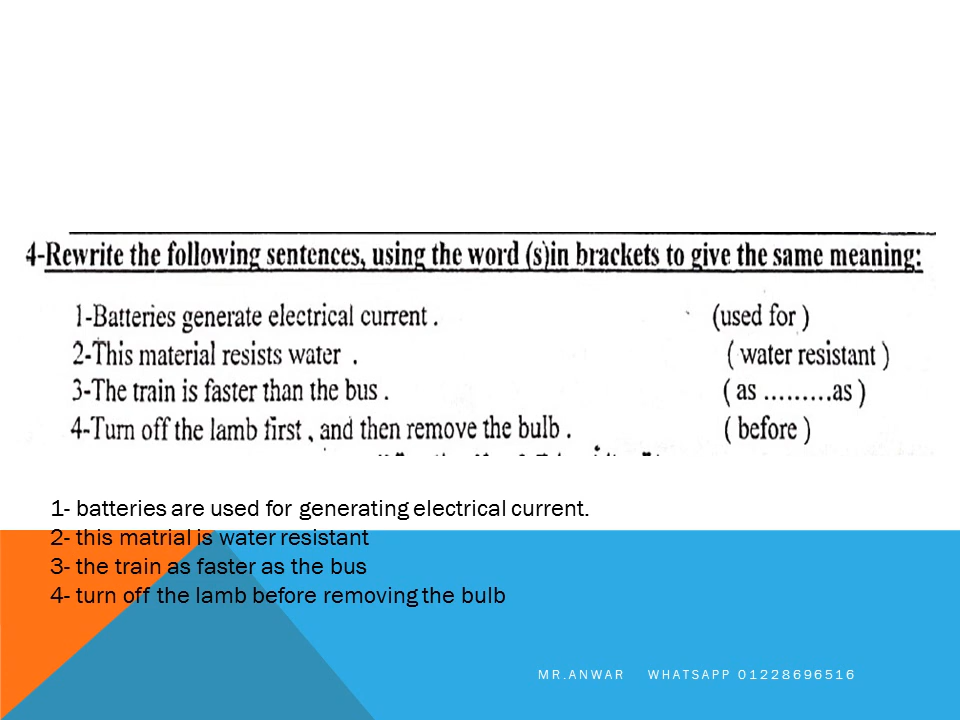 4-Rewrite the following sentences, using the word (s)in brackets to give the same meaning:
1-Batteries generate electrical current . (used for )
2-This material resists water . ( water resistant )
3-The train is faster than the bus . ( as .........as )
4-Turn off the lamb first , and then remove the bulb . ( before )
1- batteries are used for generating electrical current.
2- this matrial is water resistant
3- the train as faster as the bus
4- turn off the lamb before removing the bulb
MR.ANWAR WHATSAPP 01228696516